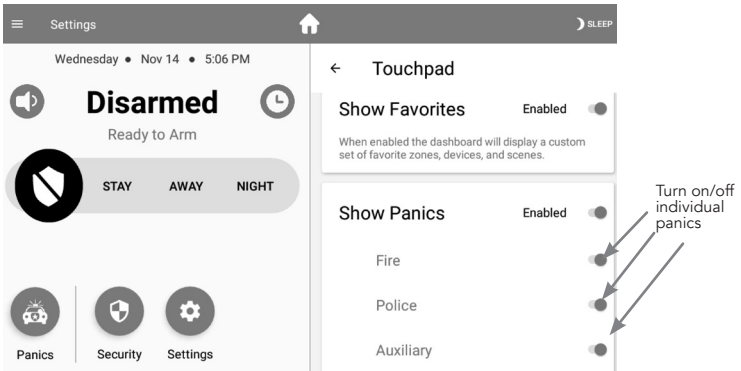 Settings
SLEEP
Wednesday ● Nov 14 ● 5:06 PM
Disarmed
Ready to Arm
STAY AWAY NIGHT
Panics Security Settings
Touchpad
Show Favorites Enabled
When enabled the dashboard will display a custom
set of favorite zones, devices, and scenes.
Show Panics Enabled
Fire
Police
Auxiliary
Turn on/off
individual
panics